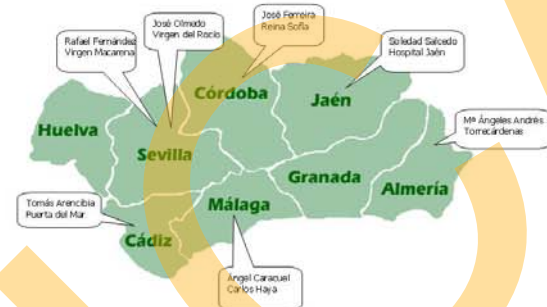 José Olmedo
Virgen del Rocío
José Ferreira
Reina Sofía
Rafael Fernández
Virgen Macarena
Soledad Salcedo
Hospital Jaén
Córdoba
Jaén
Huelva
Mª Ángeles Andrés
Torrecárdenas
Sevilla
Granada
Almería
Tomás Arencibia
Puerta del Mar
Málaga
Cádiz
Ángel Caracuel
Carlos Haya